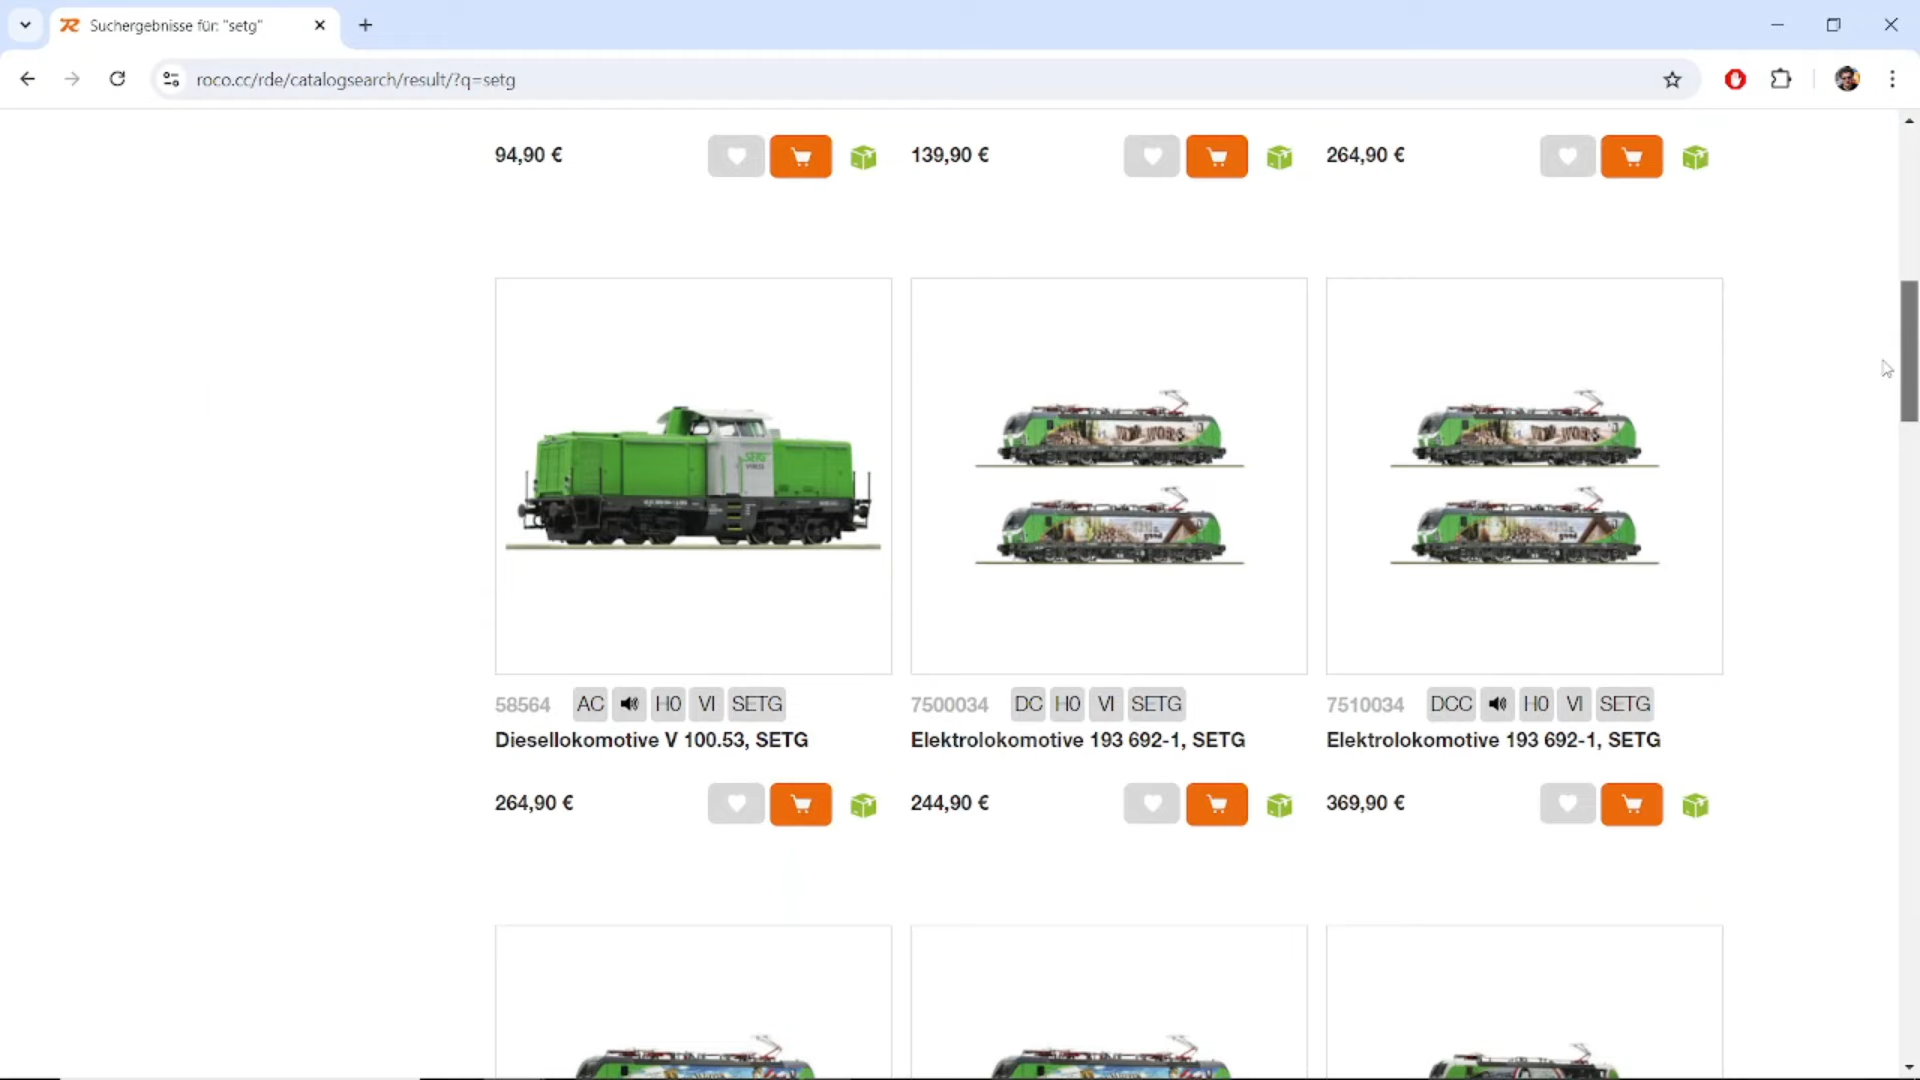 Suchergebnisse für: "setg"
roco.cc/rde/catalogsearch/result/?q=setg
94,90 €
139,90 €
264,90 €
SETG
58564 AC H0 VI SETG
Diesellokomotive V 100.53, SETG
264,90 €
7500034 DC H0 VI SETG
Elektrolokomotive 193 692-1, SETG
244,90 €
7510034 DCC H0 VI SETG
Elektrolokomotive 193 692-1, SETG
369,90 €